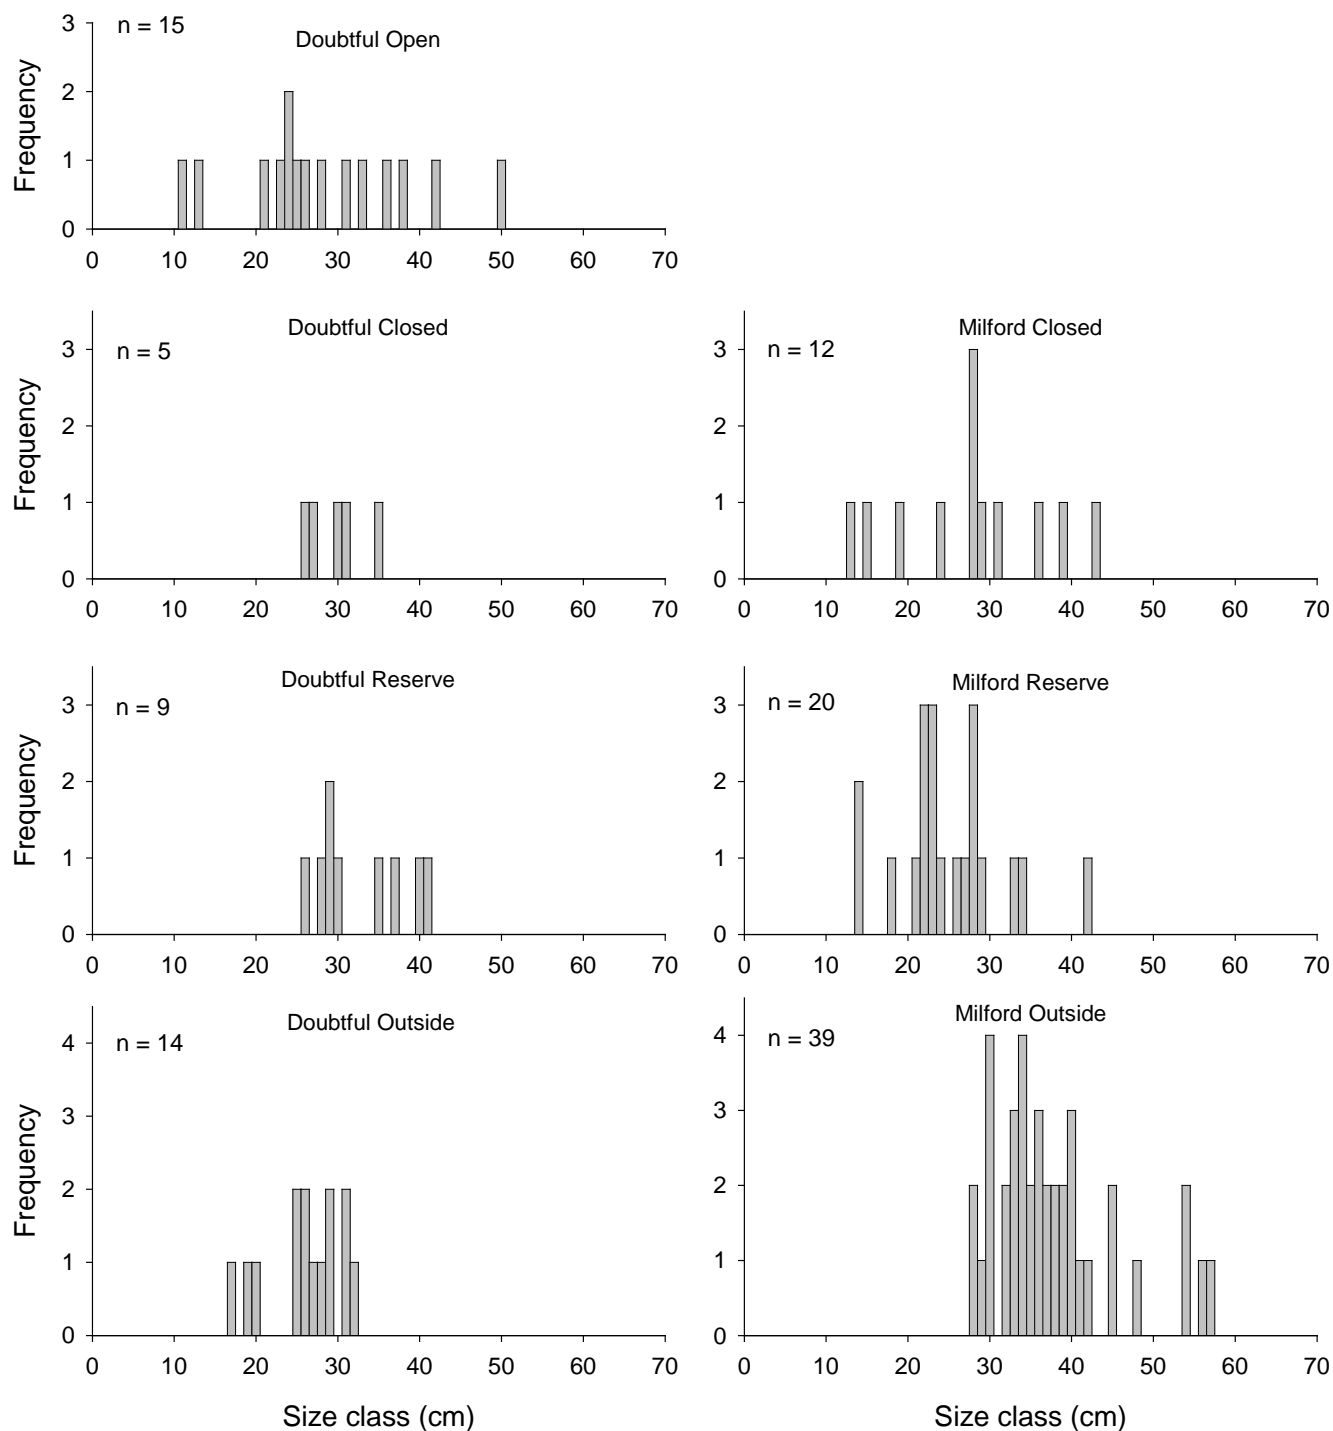 3
n = 15
Doubtful Open
2
1
0
Frequency
0 10 20 30 40 50 60 70
Doubtful Closed
3
n = 5
2
1
0
Frequency
0 10 20 30 40 50 60 70
Milford Closed
3
n = 12
2
1
0
0 10 20 30 40 50 60 70
Doubtful Reserve
3
n = 9
2
1
0
Frequency
0 10 20 30 40 50 60 70
Milford Reserve
3
n = 20
2
1
0
0 10 20 30 40 50 60 70
Doubtful Outside
4
n = 14
3
2
1
0
Frequency
0 10 20 30 40 50 60 70
Size class (cm)
Milford Outside
4
n = 39
3
2
1
0
0 10 20 30 40 50 60 70
Size class (cm)